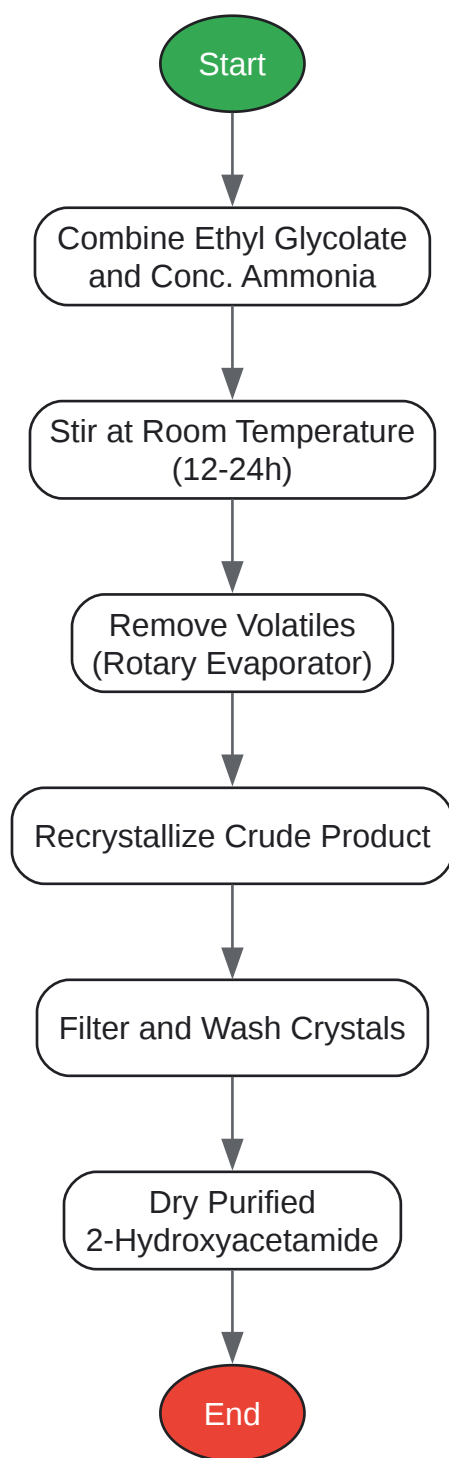 Start
Combine Ethyl Glycolate
and Conc. Ammonia
Stir at Room Temperature
(12-24h)
Remove Volatiles
(Rotary Evaporator)
Recrystallize Crude Product
Filter and Wash Crystals
Dry Purified
2-Hydroxyacetamide
End